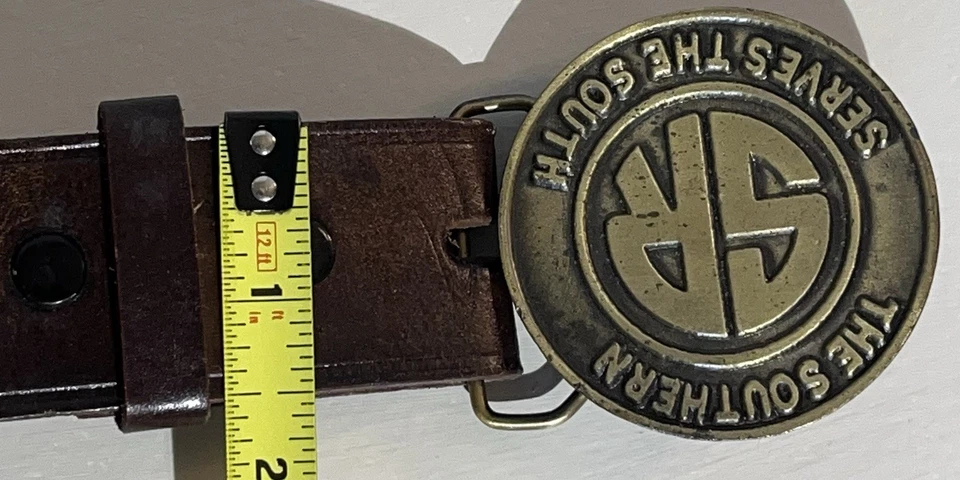 THE SOUTHERN
SR
SERVES THE SOUTH
12 ft
1
ft
in
2